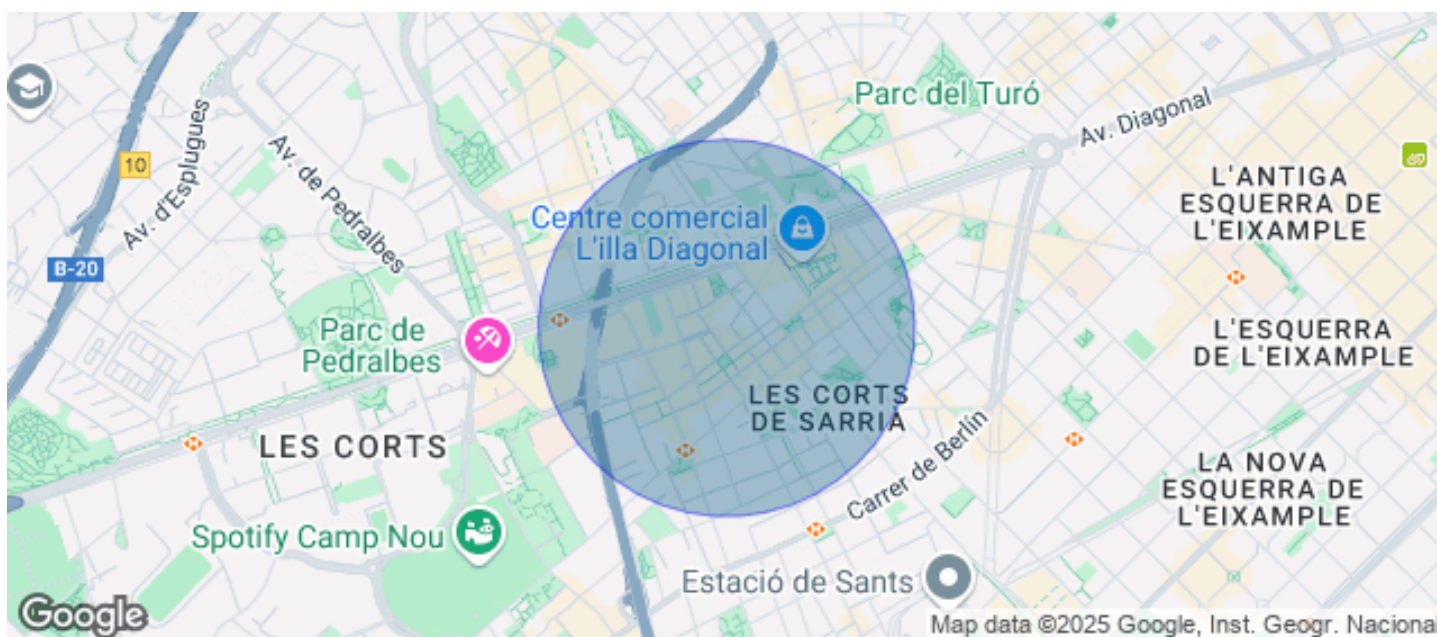 Parc del Turó
Av. Diagonal
10
Av. d'Esplugues
Av. de Pedralbes
L'ANTIGA
ESQUERRA DE
L'EIXAMPLE
Centre comercial
L'illa Diagonal
B-20
Parc de
Pedralbes
L'ESQUERRA
DE L'EIXAMPLE
LES CORTS
DE SARRIÀ
LES CORTS
Carrer de Berlín
LA NOVA
ESQUERRA DE
L'EIXAMPLE
Spotify Camp Nou
Estació de Sants
Google
Map data ©2025 Google, Inst. Geogr. Nacional